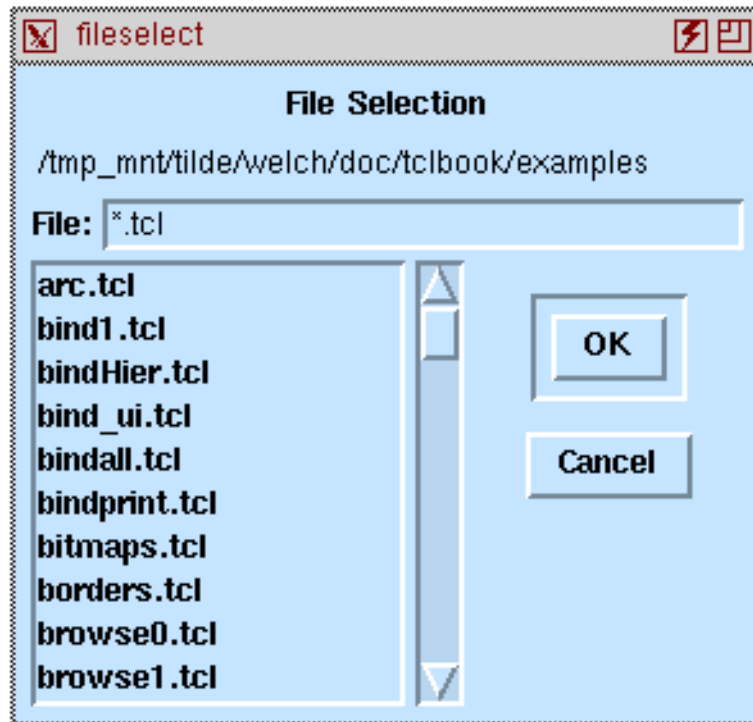 fileselect
File Selection
/tmp_mnt/tilde/welch/doc/tclbook/examples
File: *.tcl
arc.tcl
bind1.tcl
bindHier.tcl
bind_ui.tcl
bindall.tcl
bindprint.tcl
bitmaps.tcl
borders.tcl
browse0.tcl
browse1.tcl
OK
Cancel